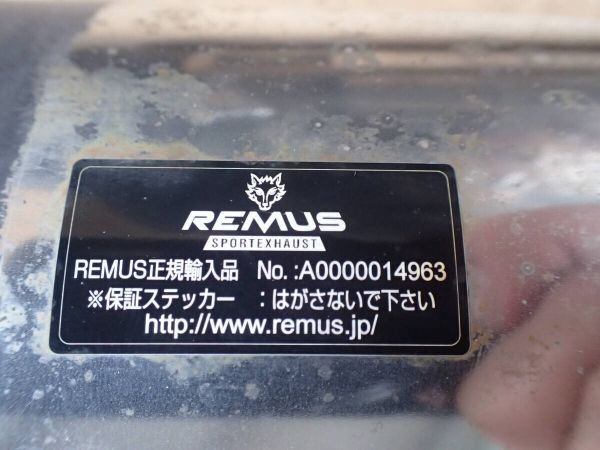 REMUS
SPORTEXHAUST
REMUS正規輸入品 No.:A0000014963
※保証ステッカー :はがさないで下さい
http://www.remus.jp/